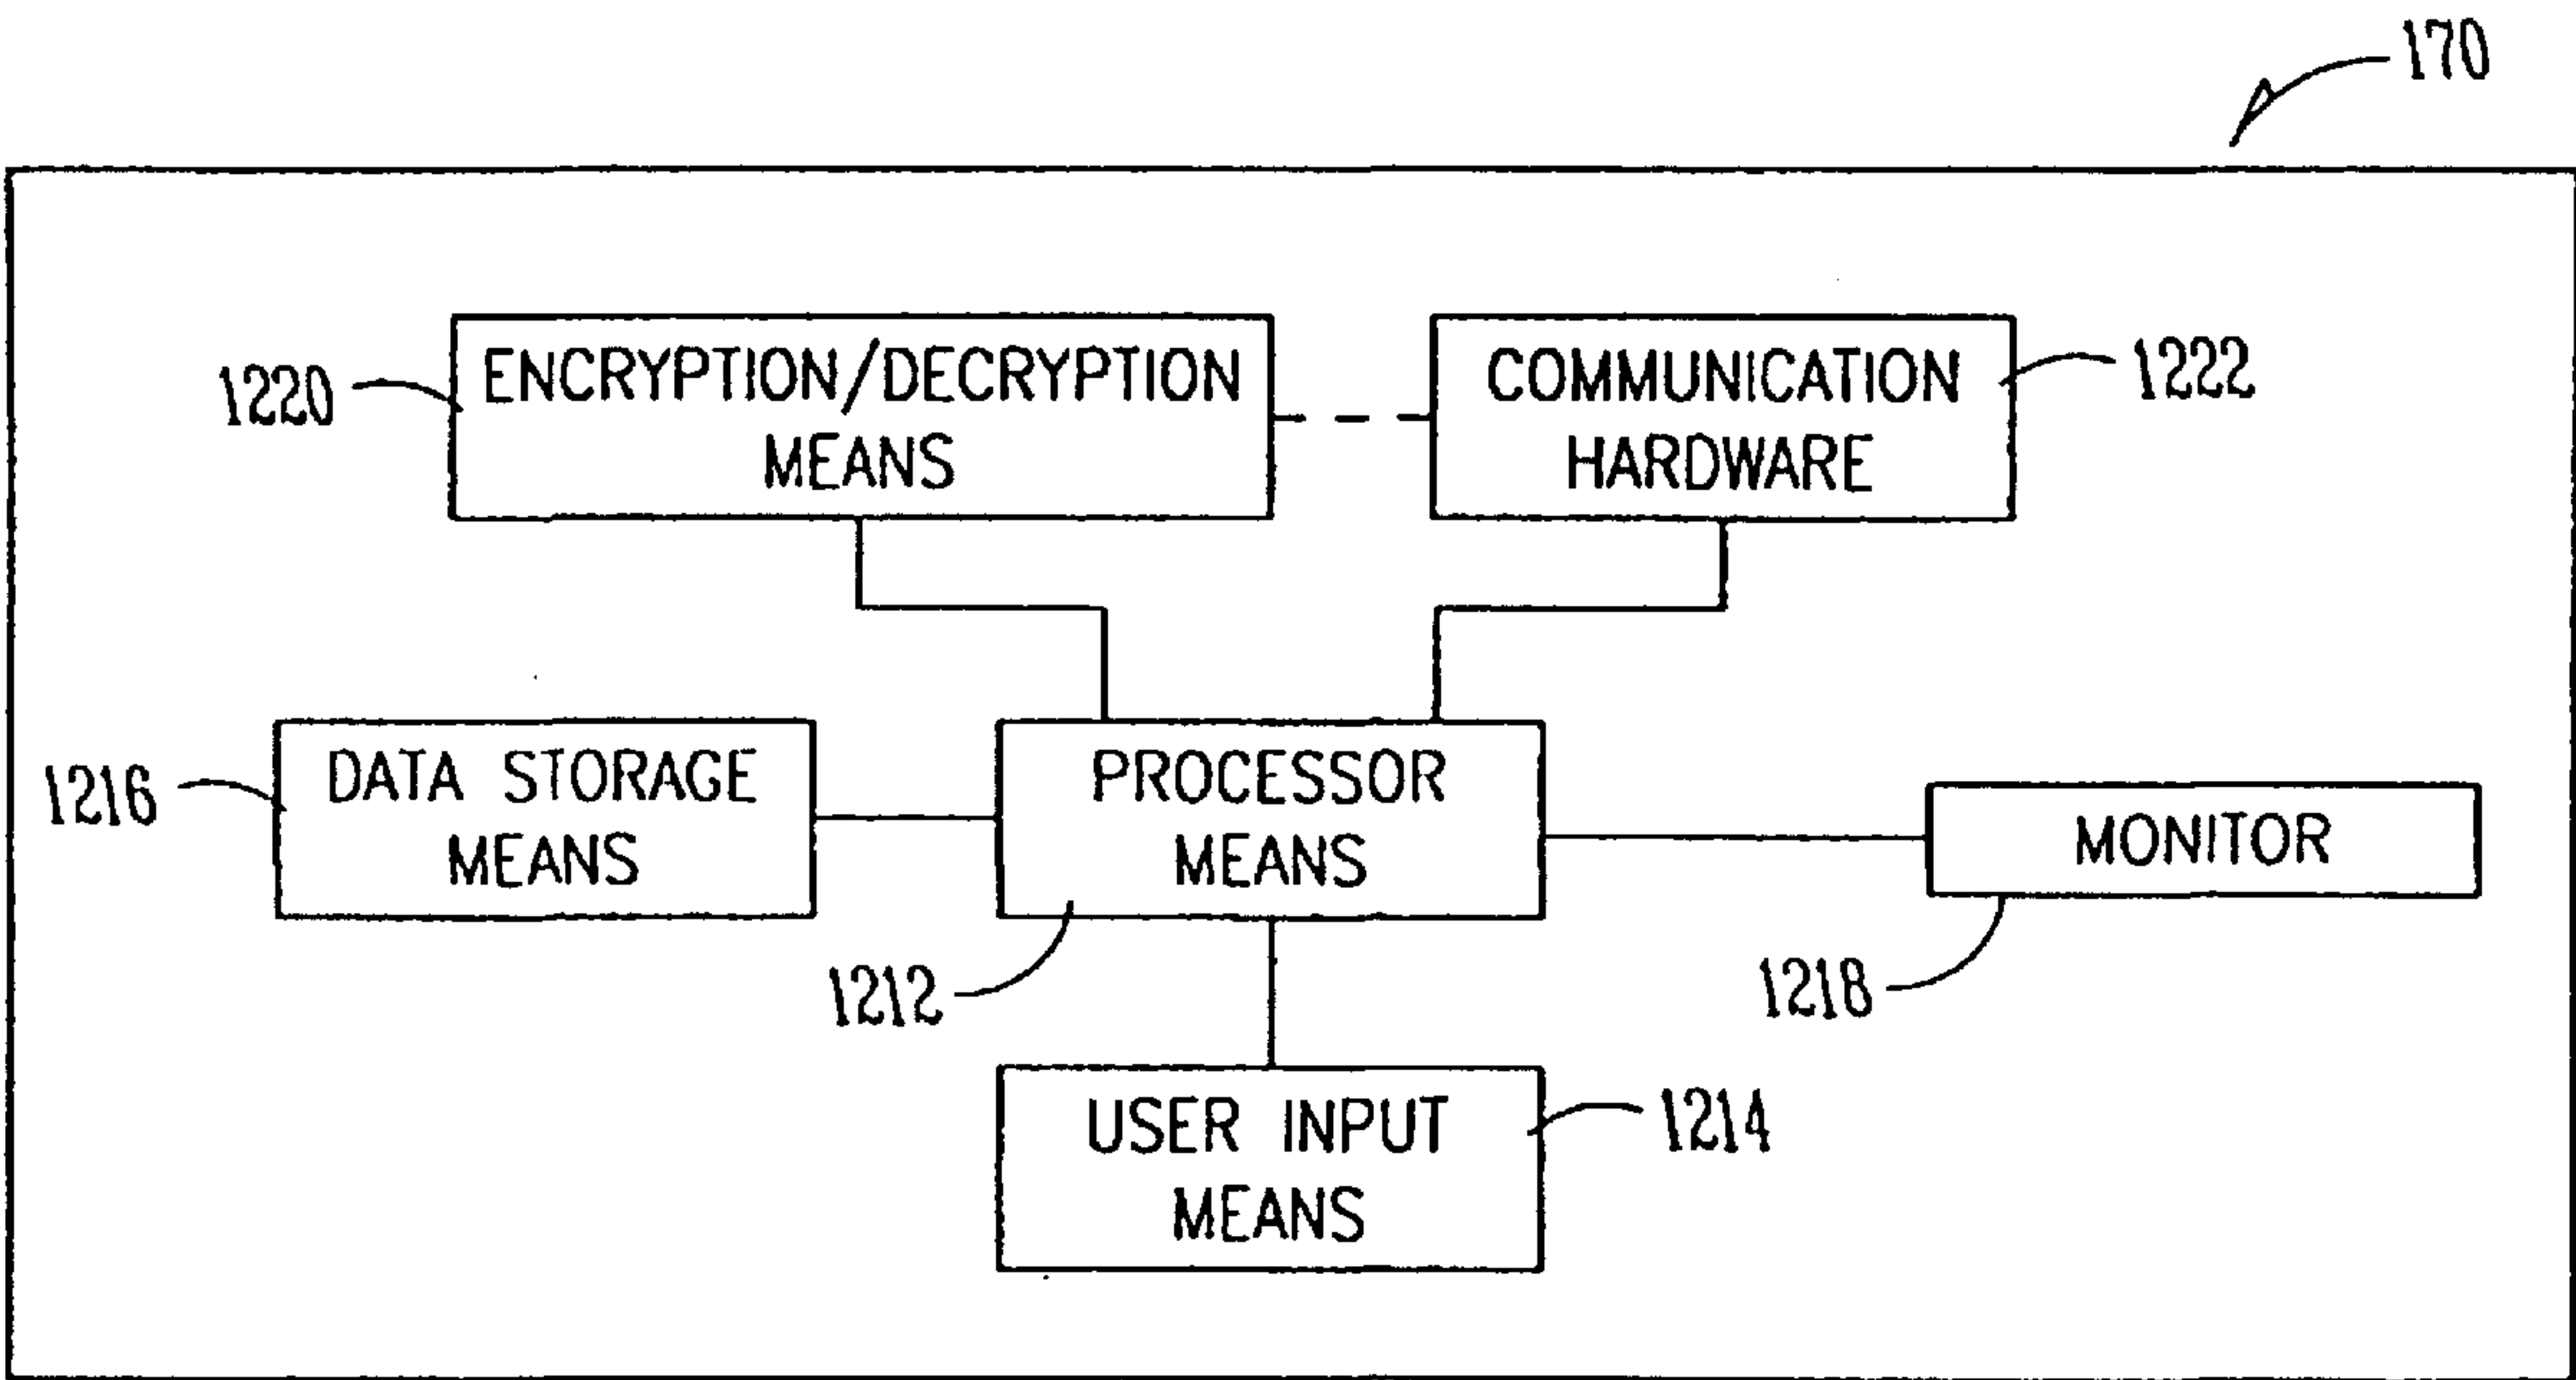 170
ENCRYPTION/DECRYPTION
MEANS
1220
COMMUNICATION
HARDWARE
1222
DATA STORAGE
MEANS
1216
PROCESSOR
MEANS
1212
MONITOR
1218
USER INPUT
MEANS
1214